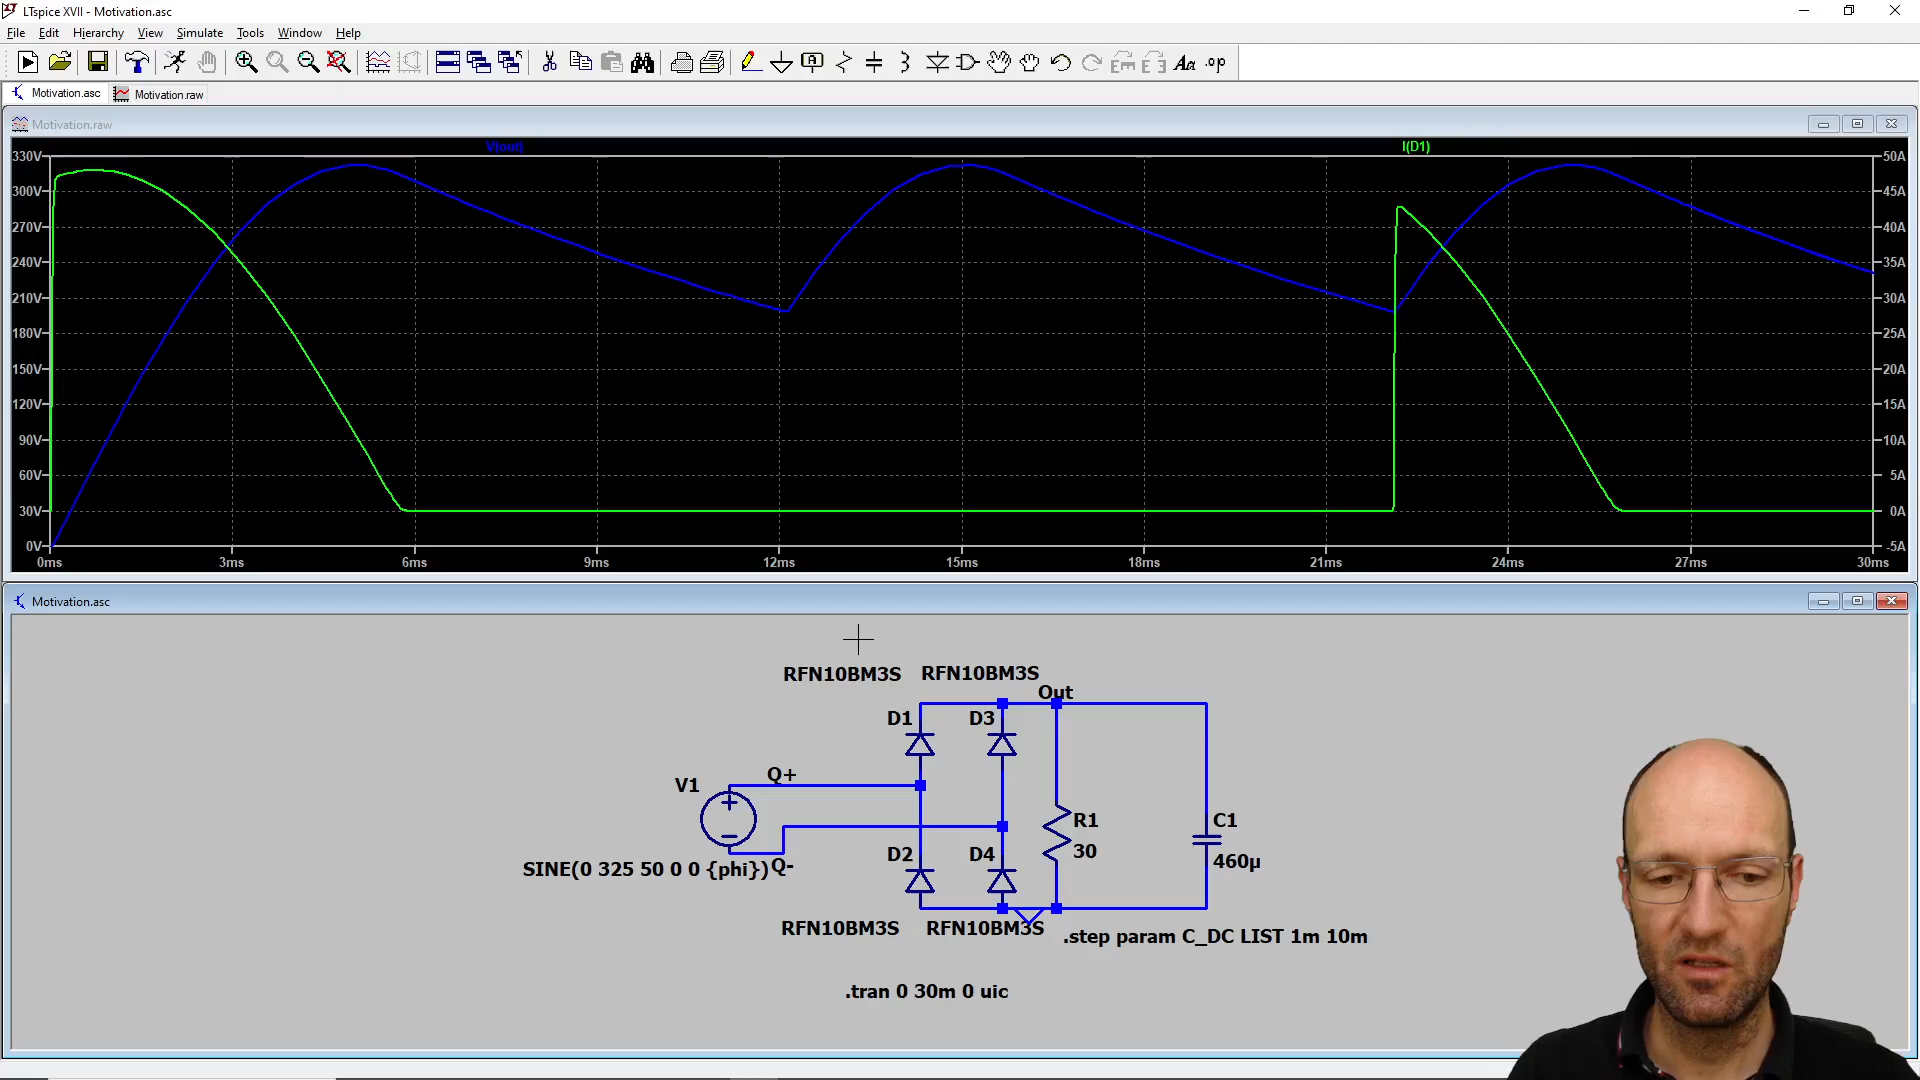 LTspice XVII - Motivation.asc
File Edit Hierarchy View Simulate Tools Window Help
Motivation.asc Motivation.raw
Motivation.raw
V(out) I(D1)
330V 50A
300V 45A
270V 40A
240V 35A
210V 30A
180V 25A
150V 20A
120V 15A
90V 10A
60V 5A
30V 0A
0V -5A
0ms 3ms 6ms 9ms 12ms 15ms 18ms 21ms 24ms 27ms 30ms
Motivation.asc
RFN10BM3S RFN10BM3S
Out
D1 D3
V1 Q+
R1 C1
30
460µ
D2 D4
SINE(0 325 50 0 0 {phi}) Q-
RFN10BM3S RFN10BM3S
.step param C_DC LIST 1m 10m
.tran 0 30m 0 uic